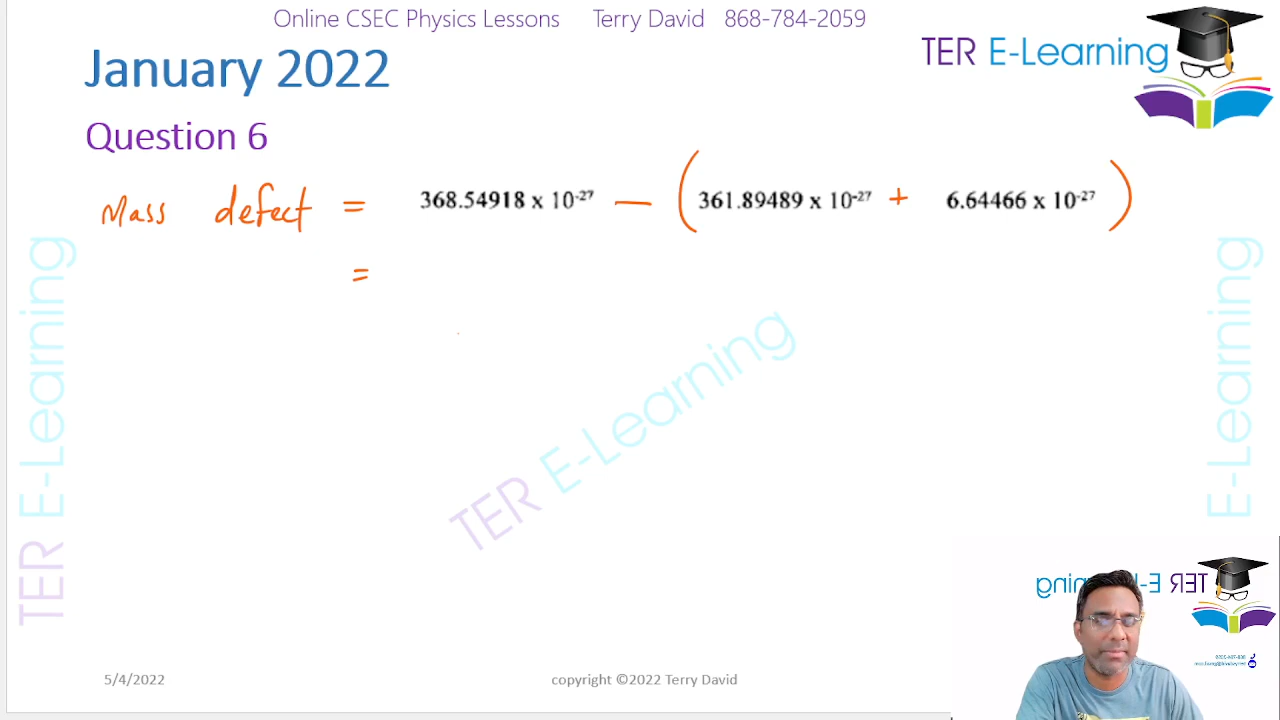 Online CSEC Physics Lessons Terry David 868-784-2059
TER E-Learning
January 2022
Question 6
Mass defect = 368.54918 x 10⁻²⁷ — (361.89489 x 10⁻²⁷ + 6.64466 x 10⁻²⁷)
=
TER E-Learning
TER E-Learning
TER E-Learning
TER E-Learning
5/4/2022
copyright ©2022 Terry David